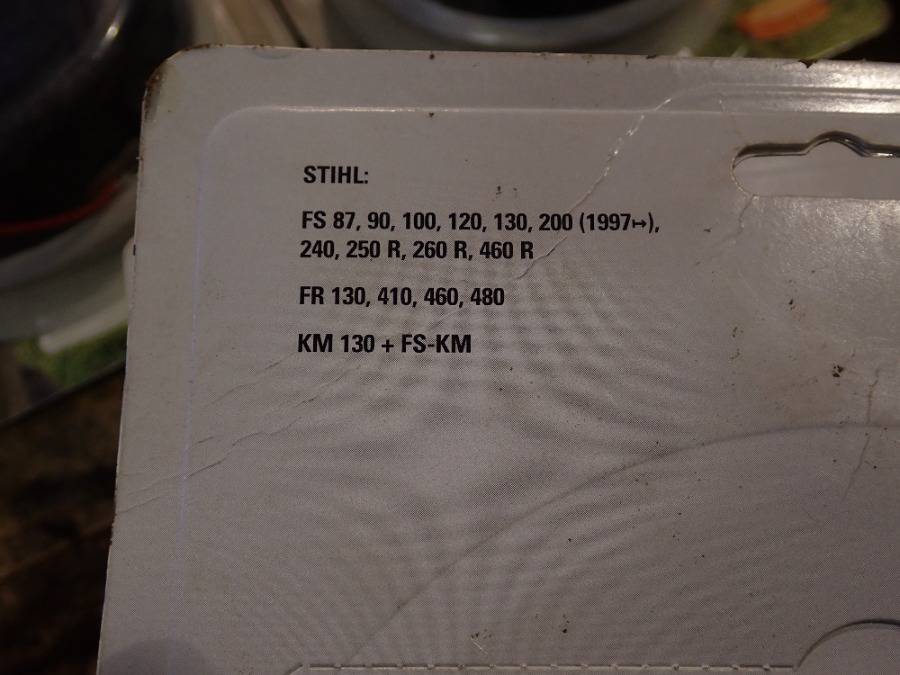 STIHL:
FS 87, 90, 100, 120, 130, 200 (1997↦),
240, 250 R, 260 R, 460 R
FR 130, 410, 460, 480
KM 130 + FS-KM